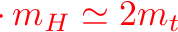 · m_H ≃ 2m_t